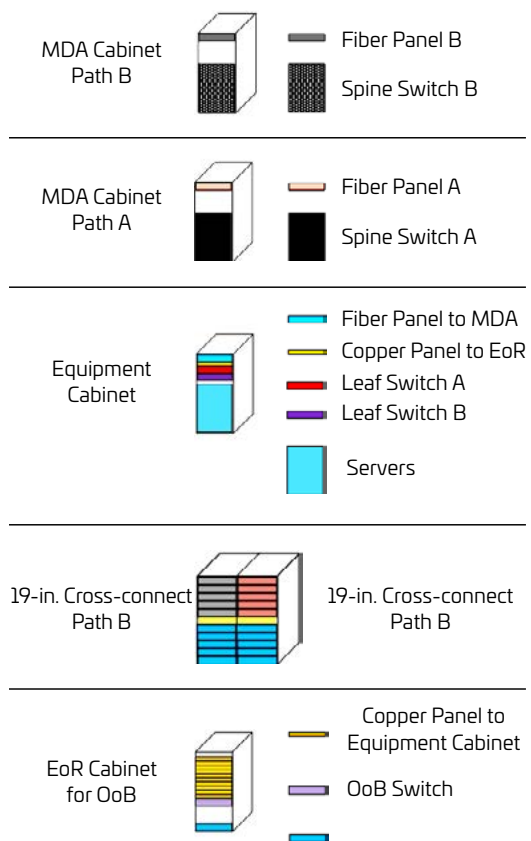 MDA Cabinet
Path B
Fiber Panel B
Spine Switch B
MDA Cabinet
Path A
Fiber Panel A
Spine Switch A
Equipment
Cabinet
Fiber Panel to MDA
Copper Panel to EoR
Leaf Switch A
Leaf Switch B
Servers
19-in. Cross-connect
Path B
19-in. Cross-connect
Path B
EoR Cabinet
for OoB
Copper Panel to
Equipment Cabinet
OoB Switch